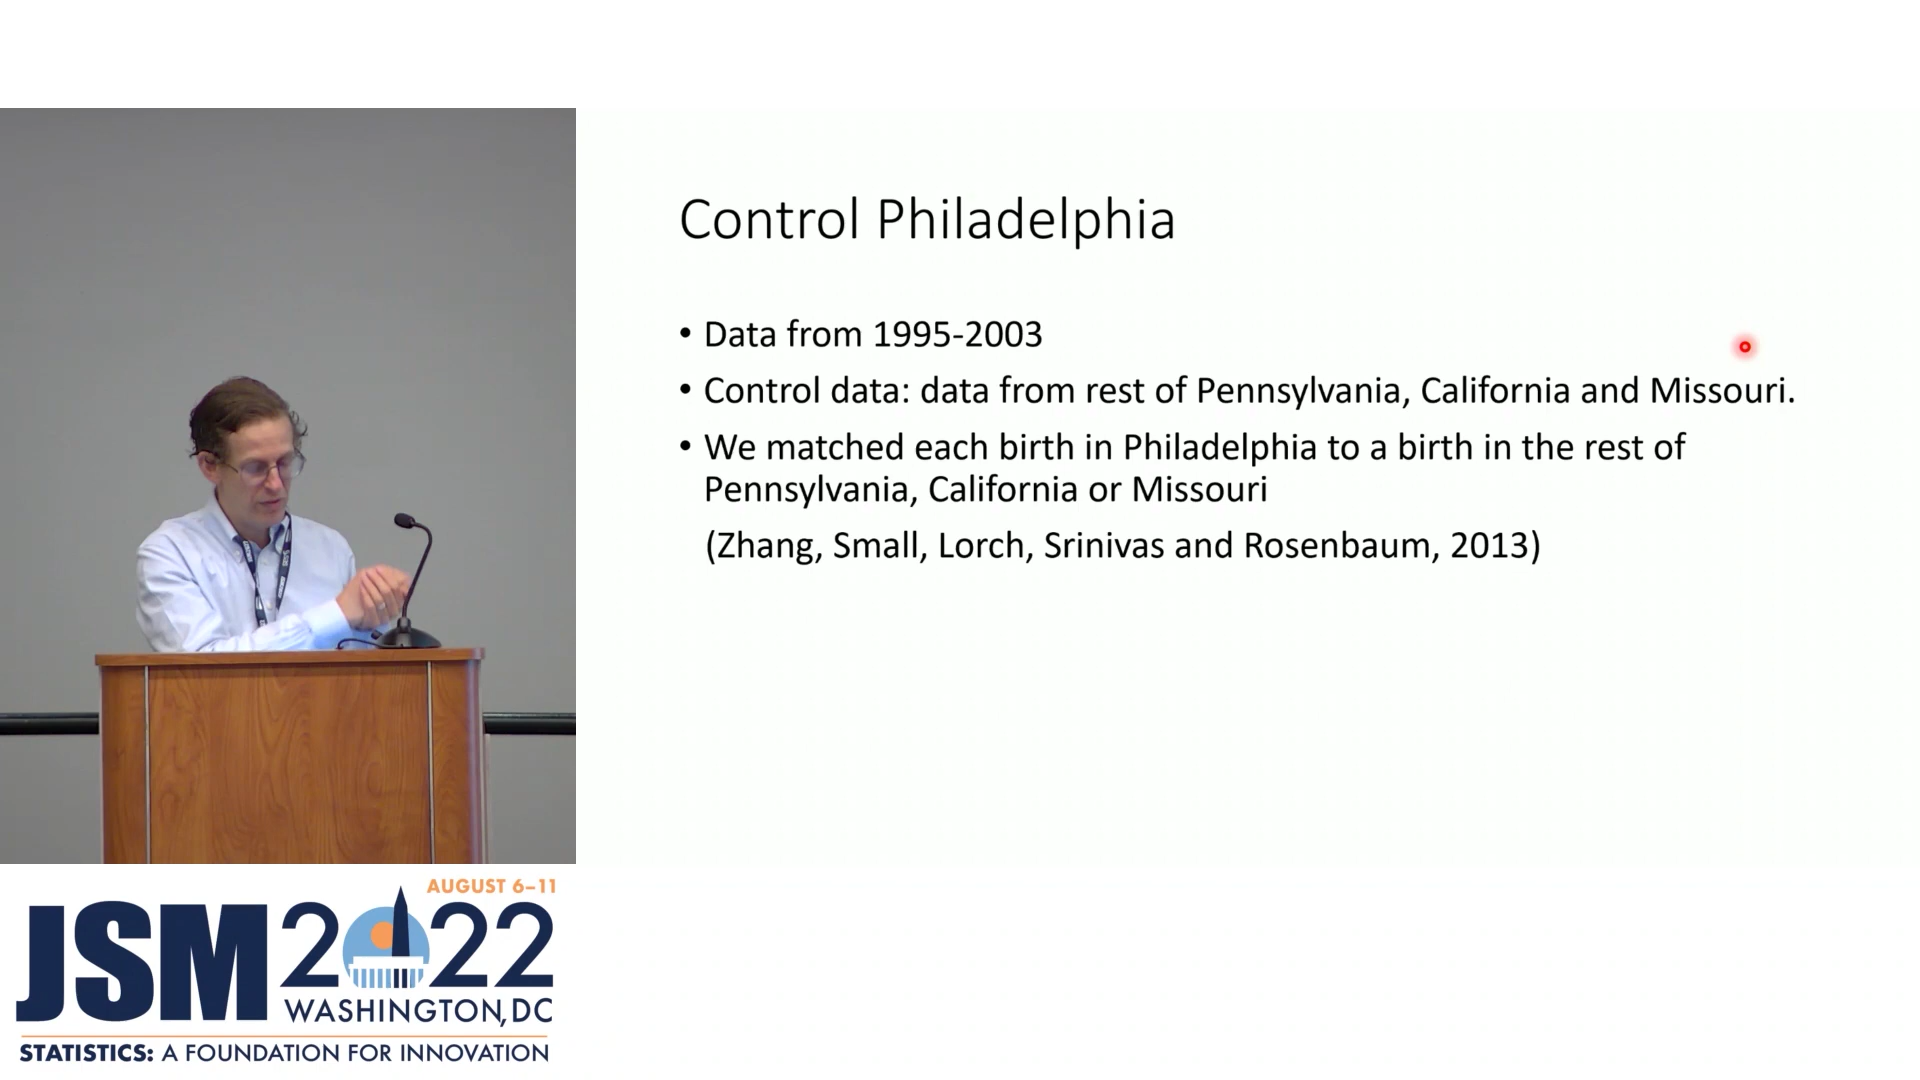 Control Philadelphia
• Data from 1995-2003
• Control data: data from rest of Pennsylvania, California and Missouri.
• We matched each birth in Philadelphia to a birth in the rest of
Pennsylvania, California or Missouri
(Zhang, Small, Lorch, Srinivas and Rosenbaum, 2013)
AUGUST 6–11
JSM 2022
WASHINGTON, DC
STATISTICS: A FOUNDATION FOR INNOVATION